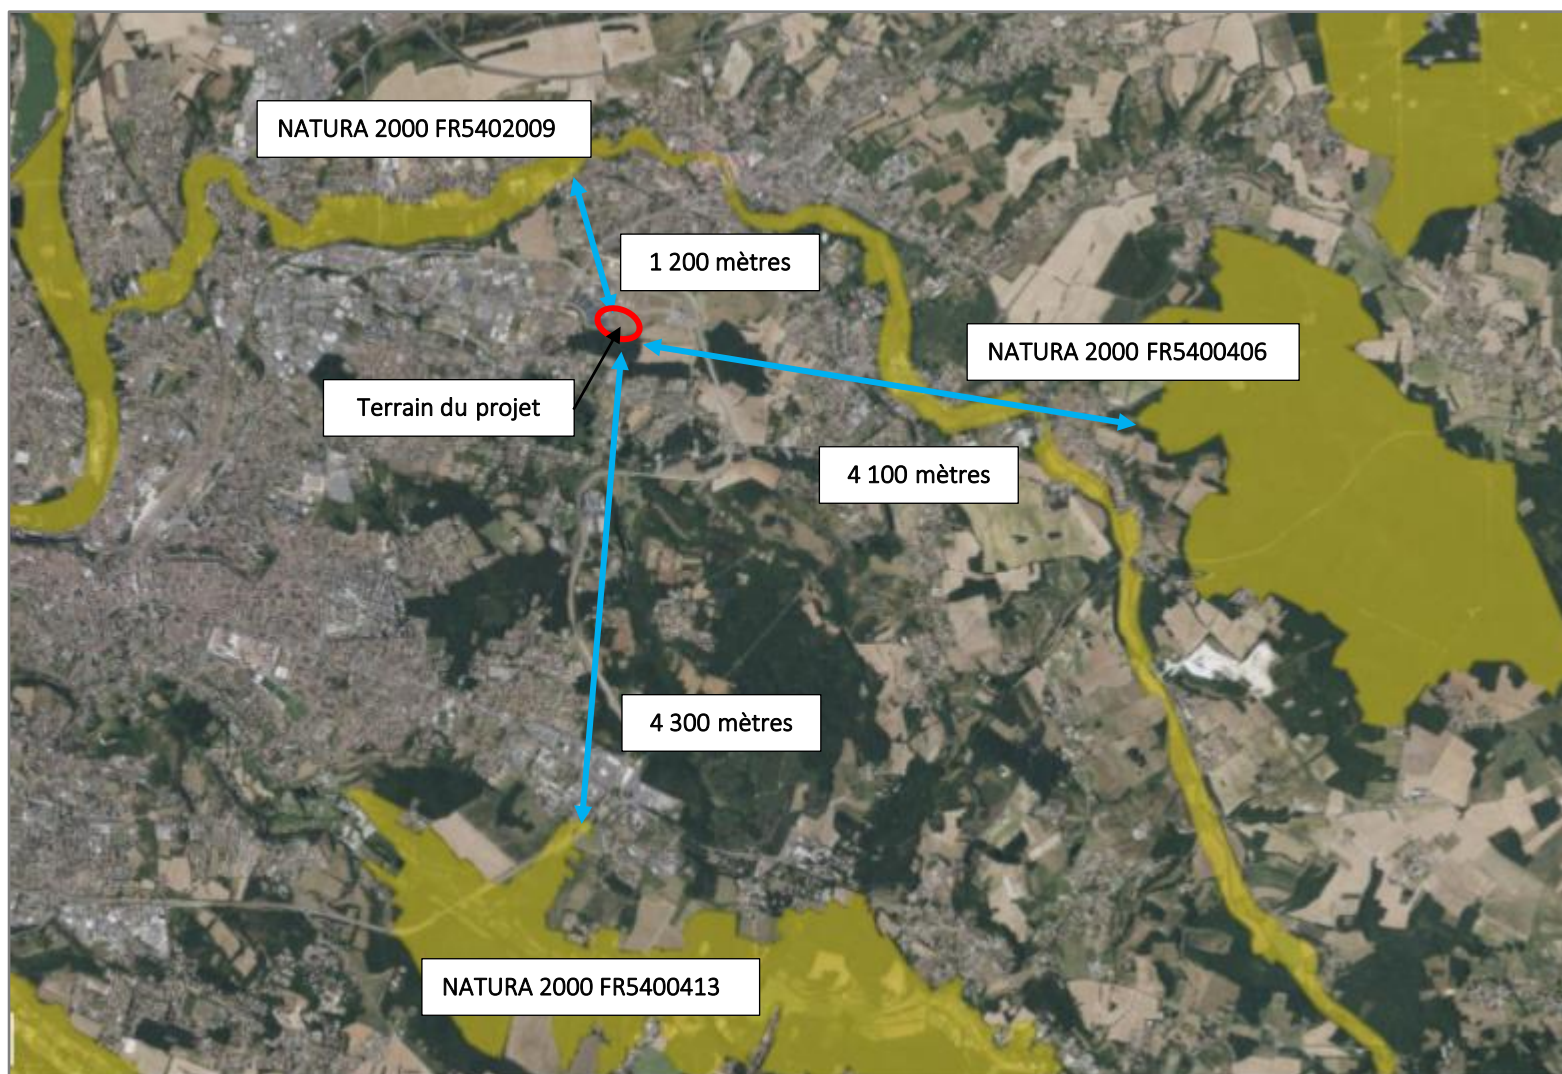 NATURA 2000 FR5402009
1 200 mètres
NATURA 2000 FR5400406
Terrain du projet
4 100 mètres
4 300 mètres
NATURA 2000 FR5400413